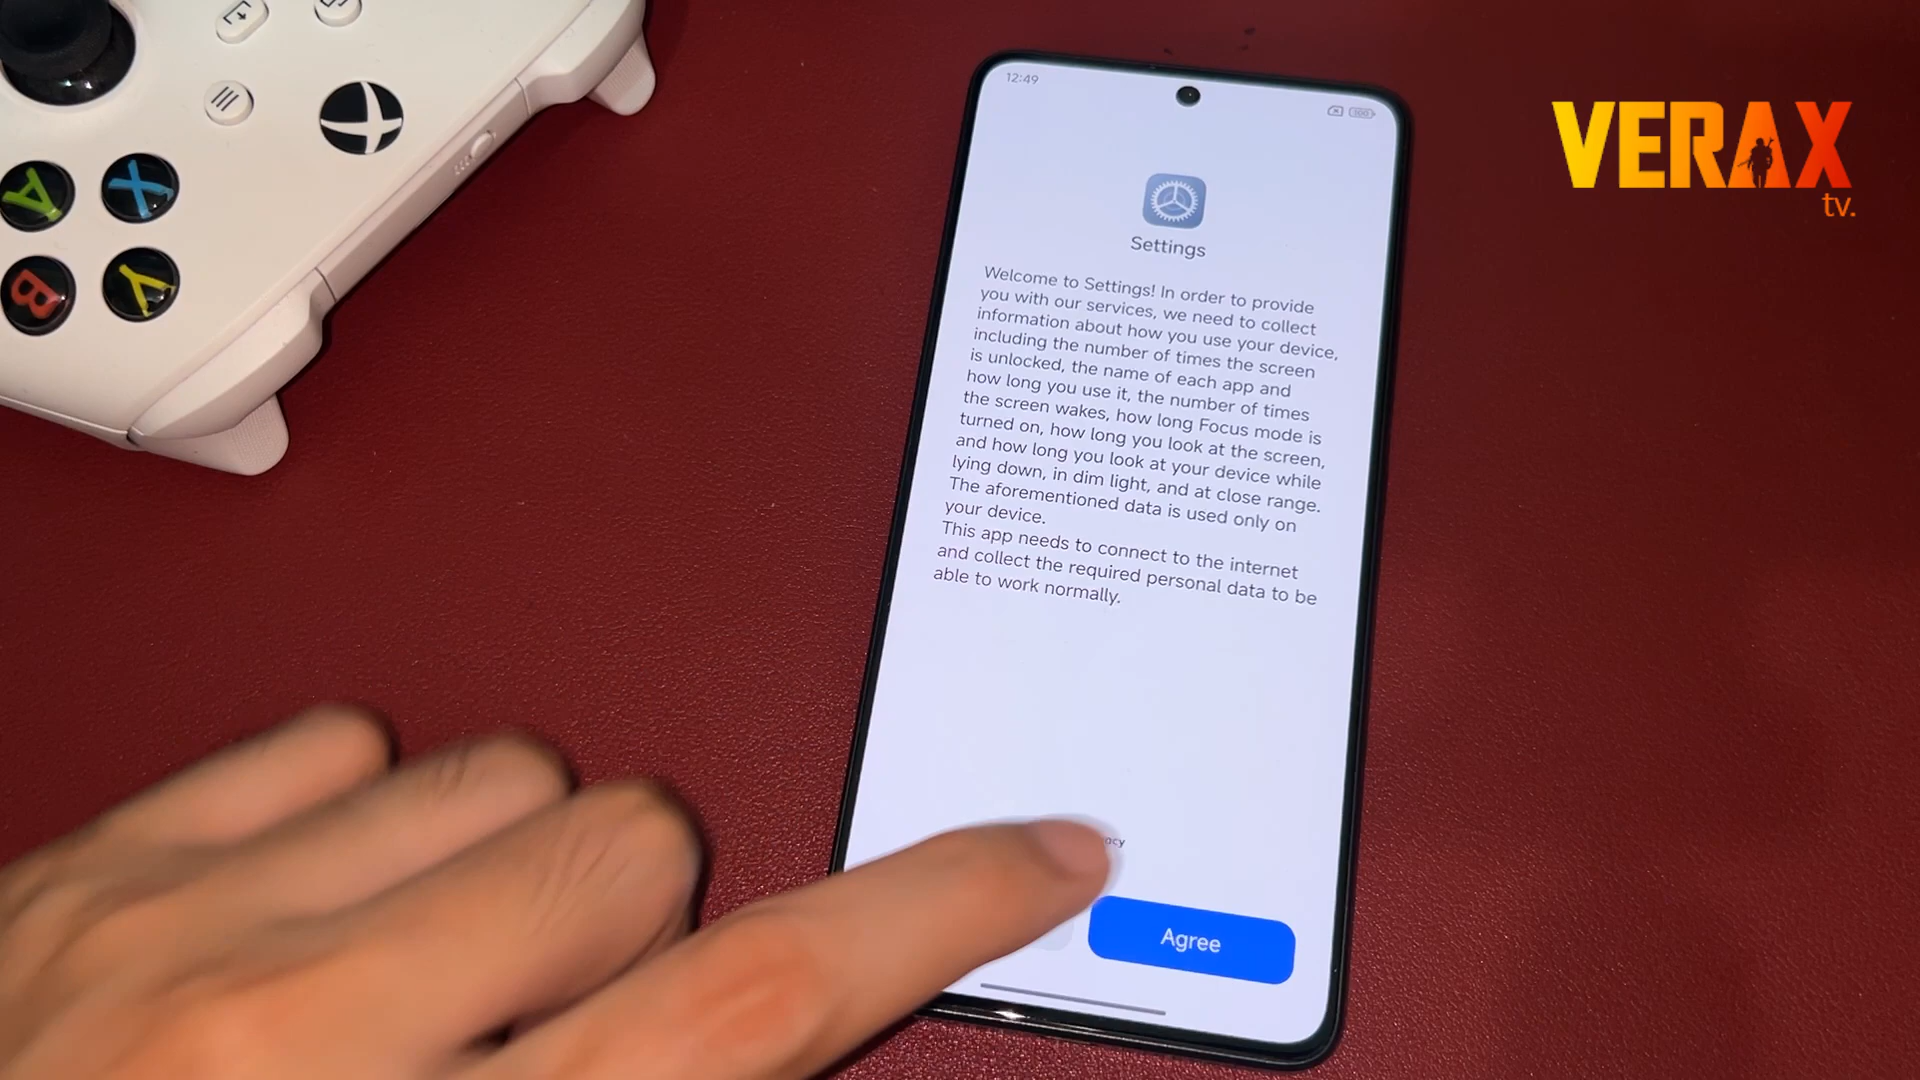 12:49
100
VERAX
tv.
Settings
Welcome to Settings! In order to provide
you with our services, we need to collect
information about how you use your device,
including the number of times the screen
is unlocked, the name of each app and
how long you use it, the number of times
the screen wakes, how long Focus mode is
turned on, how long you look at the screen,
and how long you look at your device while
lying down, in dim light, and at close range.
The aforementioned data is used only on
your device.
This app needs to connect to the internet
and collect the required personal data to be
able to work normally.
Agree
A
X
B
Y